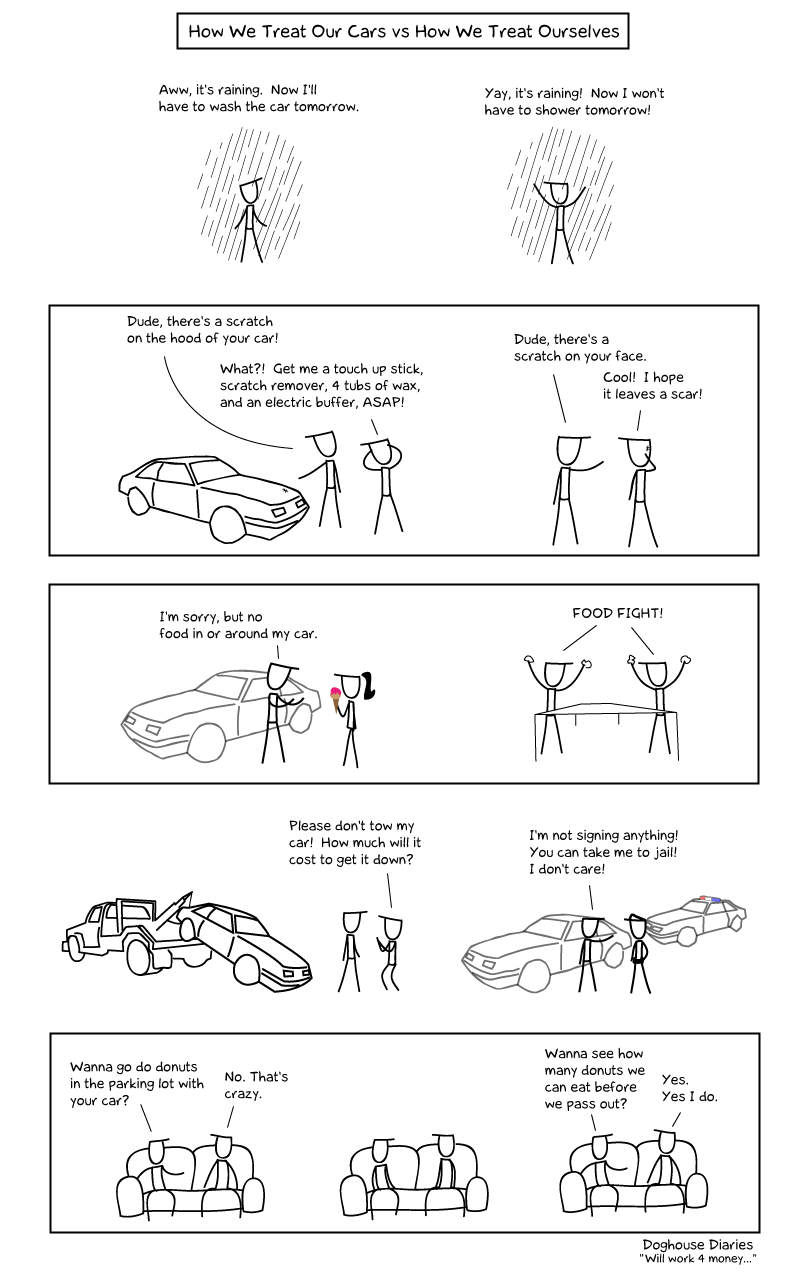 How We Treat Our Cars vs How We Treat Ourselves
Aww, it's raining. Now I'll
have to wash the car tomorrow.
Yay, it's raining! Now I won't
have to shower tomorrow!
Dude, there's a scratch
on the hood of your car!
What?! Get me a touch up stick,
scratch remover, 4 tubs of wax,
and an electric buffer, ASAP!
Dude, there's a
scratch on your face.
Cool! I hope
it leaves a scar!
I'm sorry, but no
food in or around my car.
FOOD FIGHT!
Please don't tow my
car! How much will it
cost to get it down?
I'm not signing anything!
You can take me to jail!
I don't care!
Wanna go do donuts
in the parking lot with
your car?
No. That's
crazy.
Wanna see how
many donuts we
can eat before
we pass out?
Yes.
Yes I do.
Doghouse Diaries
"Will work 4 money..."